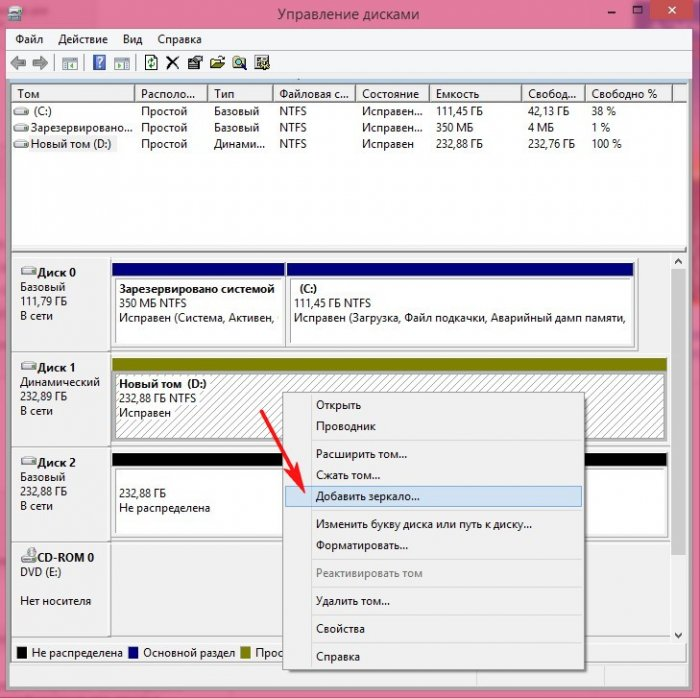 Управление дисками
Файл Действие Вид Справка
Том Располо... Тип Файловая с... Состояние Емкость Свобод... Свободно %
(C:) Простой Базовый NTFS Исправен... 111,45 ГБ 42,13 ГБ 38 %
Зарезервировано... Простой Базовый NTFS Исправен... 350 МБ 4 МБ 1 %
Новый том (D:) Простой Динами... NTFS Исправен 232,88 ГБ 232,76 ГБ 100 %
Диск 0
Базовый
111,79 ГБ
В сети
Зарезервировано системой
350 МБ NTFS
Исправен (Система, Активен,
(C:)
111,45 ГБ NTFS
Исправен (Загрузка, Файл подкачки, Аварийный дамп памяти,
Диск 1
Динамический
232,89 ГБ
В сети
Новый том (D:)
232,88 ГБ NTFS
Исправен
Диск 2
Базовый
232,88 ГБ
В сети
232,88 ГБ
Не распределена
CD-ROM 0
DVD (E:)
Нет носителя
Открыть
Проводник
Расширить том...
Сжать том...
Добавить зеркало...
Изменить букву диска или путь к диску...
Форматировать...
Реактивировать том
Удалить том...
Свойства
Справка
Не распределена Основной раздел Прос